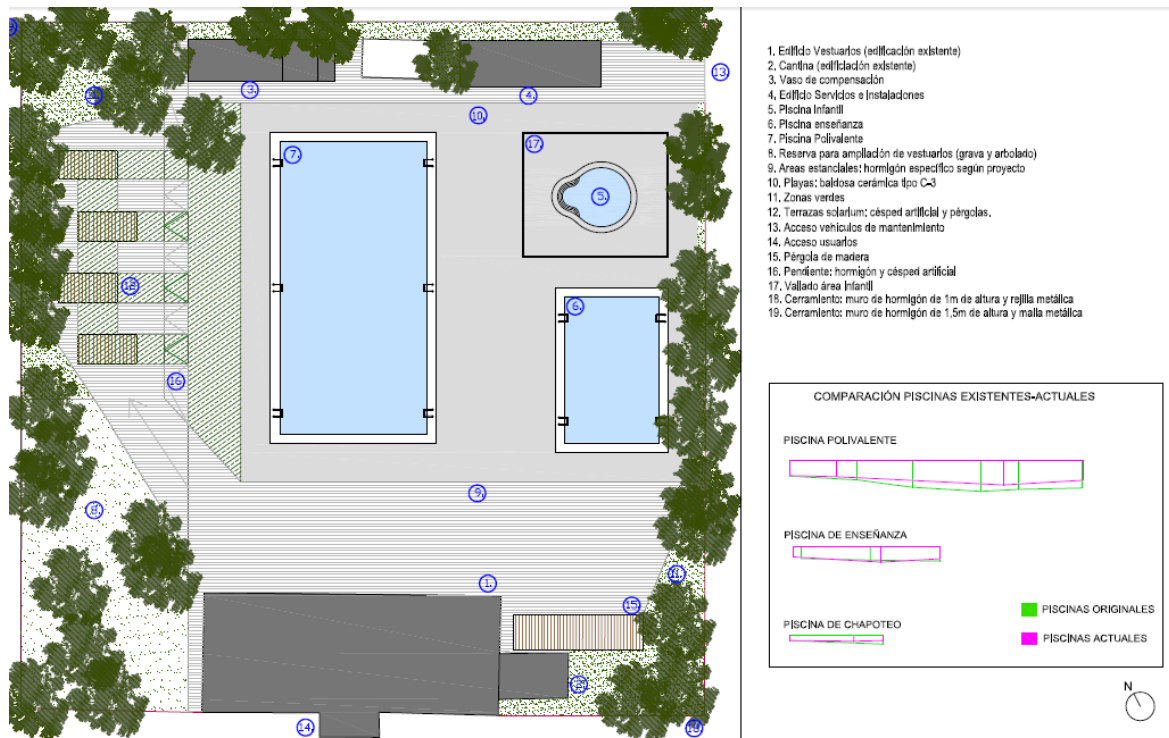 1. Edificio Vestuarios (edificación existente)
2. Cantina (edificiación existente)
3. Vaso de compensación
4. Edificio Servicios e Instalaciones
5. Piscina Infantil
6. Piscina enseñanza
7. Piscina Polivalente
8. Reserva para ampliación de vestuarios (grava y arbolado)
9. Areas estanciales: hormigón específico según proyecto
10. Playas: baldosa cerámica tipo C-3
11. Zonas verdes
12. Terrazas solarium: césped artificial y pérgolas.
13. Acceso vehículos de mantenimiento
14. Acceso usuarios
15. Pérgola de madera
16. Pendiente: hormigón y césped artificial
17. Vallado área infantil
18. Cerramiento: muro de hormigón de 1m de altura y rejilla metálica
19. Cerramiento: muro de hormigón de 1,5m de altura y malla metálica
COMPARACIÓN PISCINAS EXISTENTES-ACTUALES
PISCINA POLIVALENTE
PISCINA DE ENSEÑANZA
PISCINA DE CHAPOTEO
PISCINAS ORIGINALES
PISCINAS ACTUALES
N
13.
3.
4.
10.
17.
7.
5.
12.
6.
16.
9.
8.
1.
15.
14.